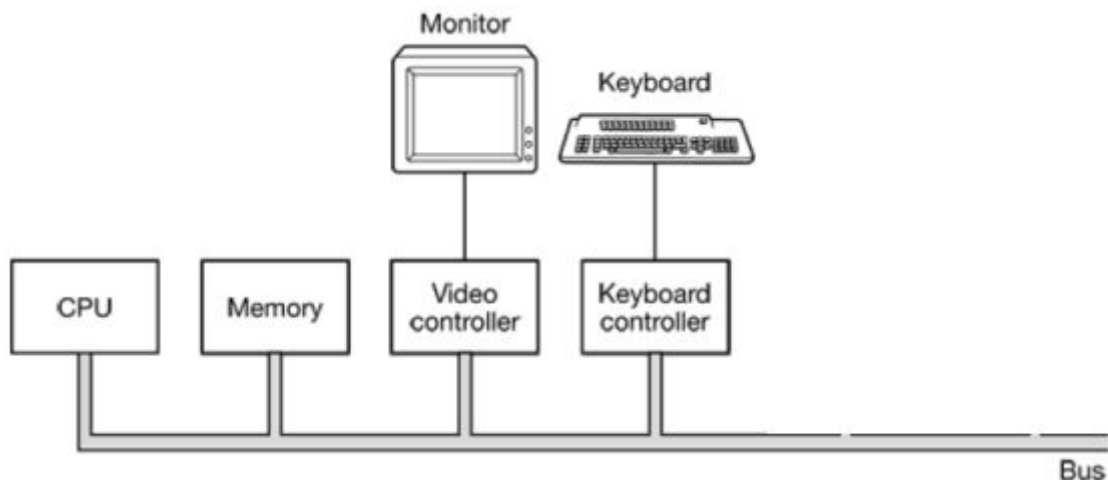 Monitor
Keyboard
CPU
Memory
Video
controller
Keyboard
controller
Bus